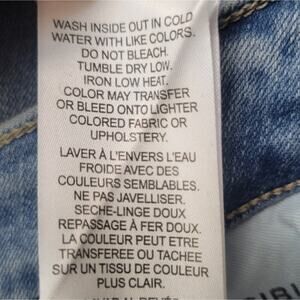 WASH INSIDE OUT IN COLD
WATER WITH LIKE COLORS.
DO NOT BLEACH.
TUMBLE DRY LOW.
IRON LOW HEAT.
COLOR MAY TRANSFER
OR BLEED ONTO LIGHTER
COLORED FABRIC OR
UPHOLSTERY.
LAVER À L'ENVERS L'EAU
FROIDE AVEC DES
COULEURS SEMBLABLES.
NE PAS JAVELLISER.
SECHE-LINGE DOUX
REPASSAGE À FER DOUX.
LA COULEUR PEUT ETRE
TRANSFEREE OU TACHEE
SUR UN TISSU DE COULEUR
PLUS CLAIR.